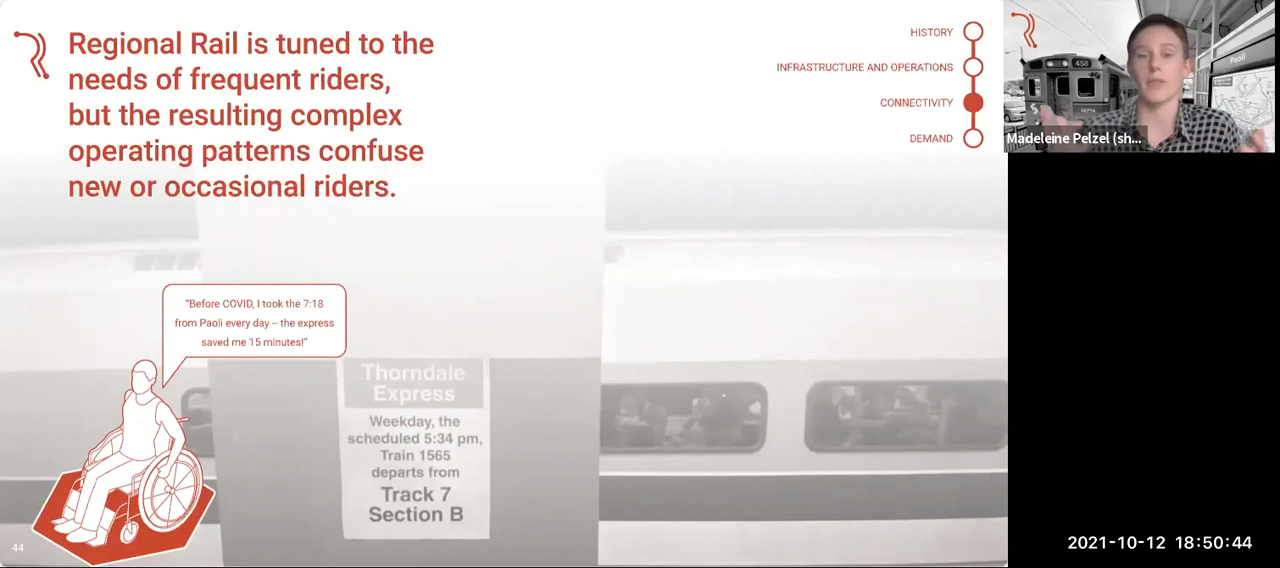 Regional Rail is tuned to the
needs of frequent riders,
but the resulting complex
operating patterns confuse
new or occasional riders.
HISTORY
INFRASTRUCTURE AND OPERATIONS
CONNECTIVITY
DEMAND
458
Paoli
Madeleine Pelzel (sh...
"Before COVID, I took the 7:18
from Paoli every day -- the express
saved me 15 minutes!"
Thorndale
Express
Weekday, the
scheduled 5:34 pm,
Train 1565
departs from
Track 7
Section B
44
2021-10-12 18:50:44